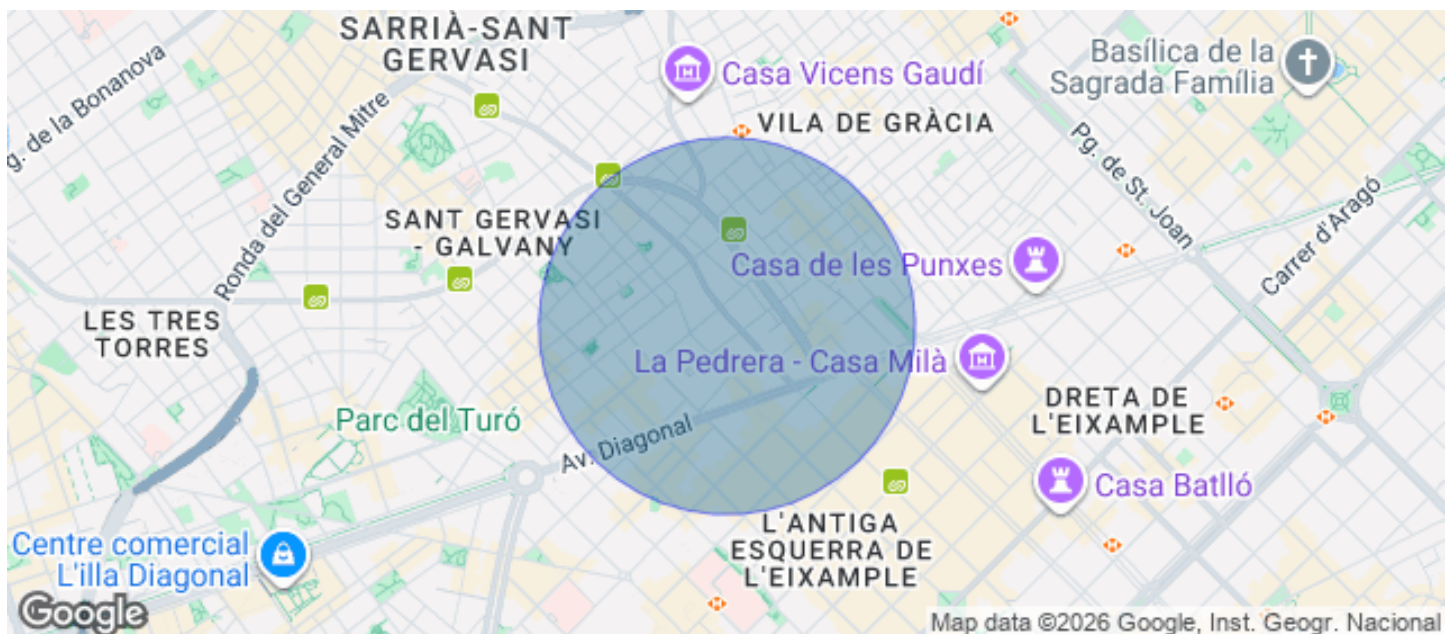 SARRIÀ-SANT
GERVASI
g. de la Bonanova
Ronda del General Mitre
Casa Vicens Gaudí
VILA DE GRÀCIA
Basílica de la
Sagrada Família
Pg. de St. Joan
Carrer d'Aragó
SANT GERVASI
- GALVANY
Casa de les Punxes
LES TRES
TORRES
La Pedrera - Casa Milà
Parc del Turó
Av. Diagonal
DRETA DE
L'EIXAMPLE
Casa Batlló
L'ANTIGA
ESQUERRA DE
L'EIXAMPLE
Centre comercial
L'illa Diagonal
Google
Map data ©2026 Google, Inst. Geogr. Nacional